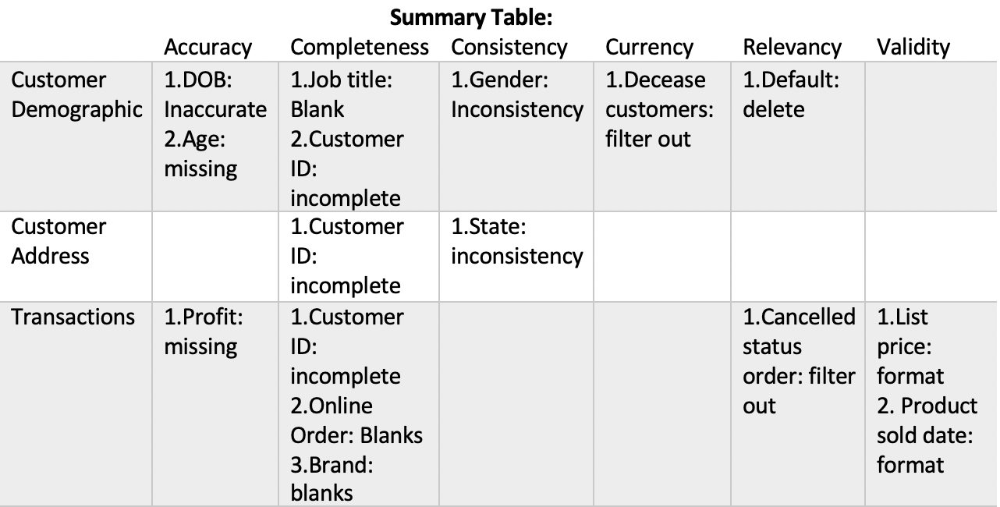 Summary Table:
Accuracy Completeness Consistency Currency Relevancy Validity
Customer
Demographic
1.DOB:
Inaccurate
2.Age:
missing
1.Job title:
Blank
2.Customer
ID:
incomplete
1.Gender:
Inconsistency
1.Decease
customers:
filter out
1.Default:
delete
Customer
Address
1.Customer
ID:
incomplete
1.State:
inconsistency
Transactions
1.Profit:
missing
1.Customer
ID:
incomplete
2.Online
Order: Blanks
3.Brand:
blanks
1.Cancelled
status
order: filter
out
1.List
price:
format
2. Product
sold date:
format